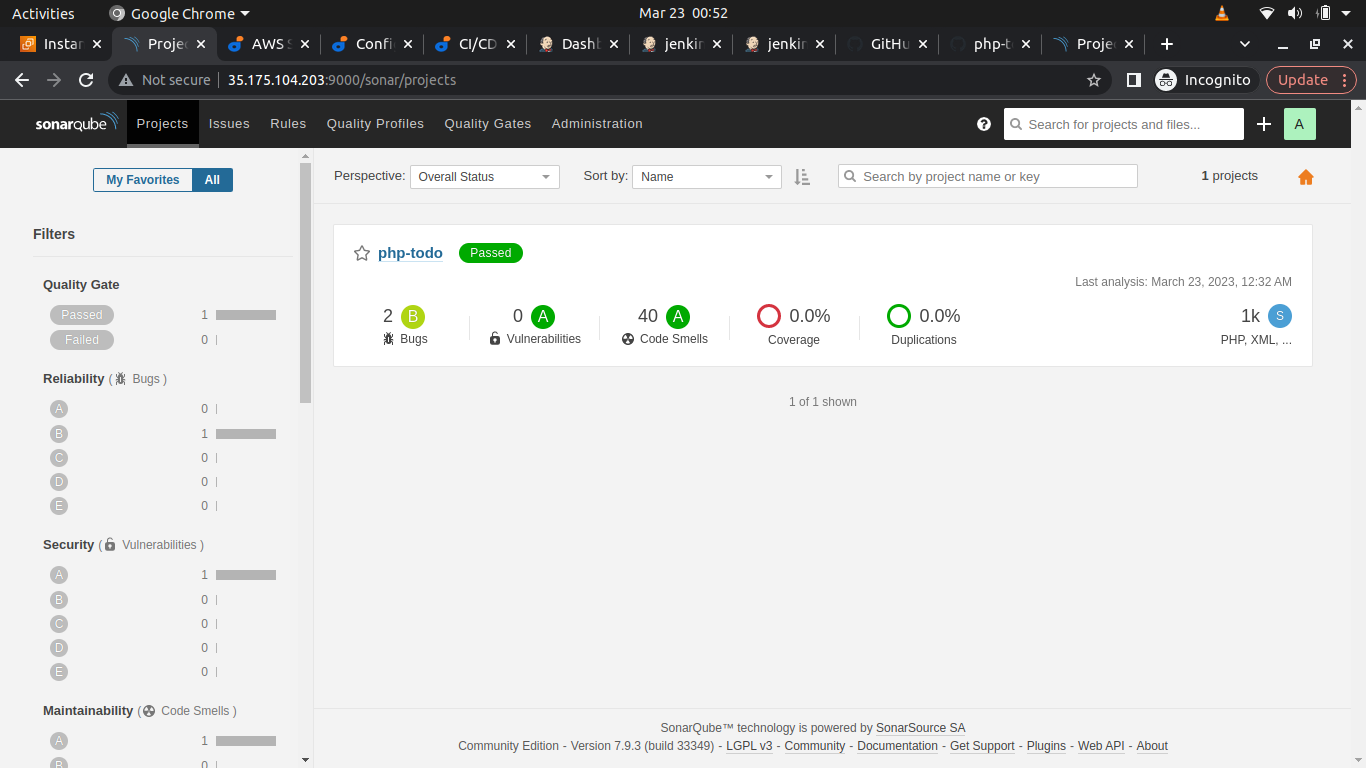 Activities Google Chrome Mar 23 00:52
Instan Projec AWS S Confi CI/CD Dashb jenkin jenkin GitHu php-t Projec
Not secure 35.175.104.203:9000/sonar/projects Incognito Update
sonarqube Projects Issues Rules Quality Profiles Quality Gates Administration Search for projects and files... A
My Favorites All
Perspective: Overall Status Sort by: Name Search by project name or key 1 projects
Filters
Quality Gate
Passed 1
Failed 0
Reliability ( Bugs )
A 0
B 1
C 0
D 0
E 0
Security ( Vulnerabilities )
A 1
B 0
C 0
D 0
E 0
Maintainability ( Code Smells )
A 1
B 0
php-todo Passed
Last analysis: March 23, 2023, 12:32 AM
2 B 0 A 40 A 0.0% 0.0% 1k S
Bugs Vulnerabilities Code Smells Coverage Duplications PHP, XML, ...
1 of 1 shown
SonarQube™ technology is powered by SonarSource SA
Community Edition - Version 7.9.3 (build 33349) - LGPL v3 - Community - Documentation - Get Support - Plugins - Web API - About